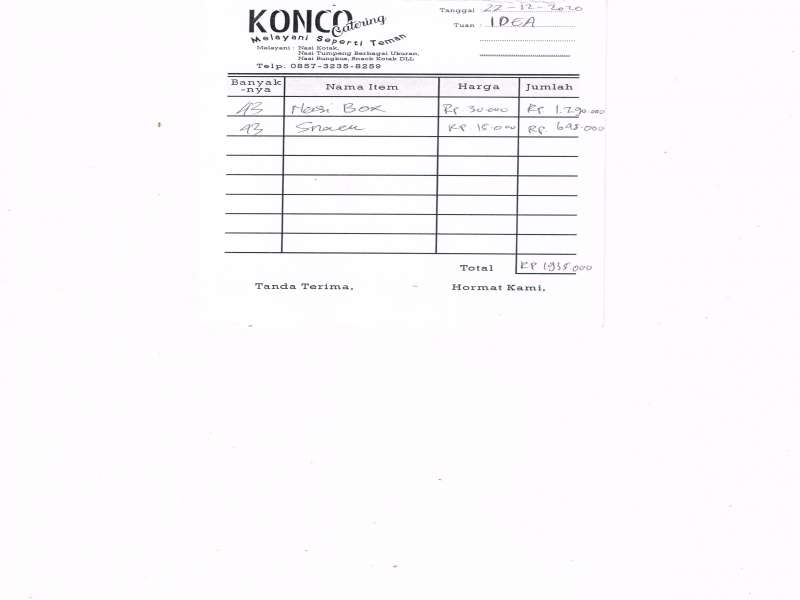 KONCO
Catering
Melayani Seperti Teman
Melayani : Nasi Kotak,
Nasi Tumpang Berbagai Ukuran,
Nasi Bungkus, Snack Kotak DLL
Telp. 0857-3235-8259
Tanggal 22-12-2020
Tuan : IDEA
Banyak-nya Nama Item Harga Jumlah
43 Nasi Box Rp 30.000 Rp 1.290.000
43 Snack Rp 15.000 Rp. 645.000
Total Rp 1.935.000
Tanda Terima, Hormat Kami,